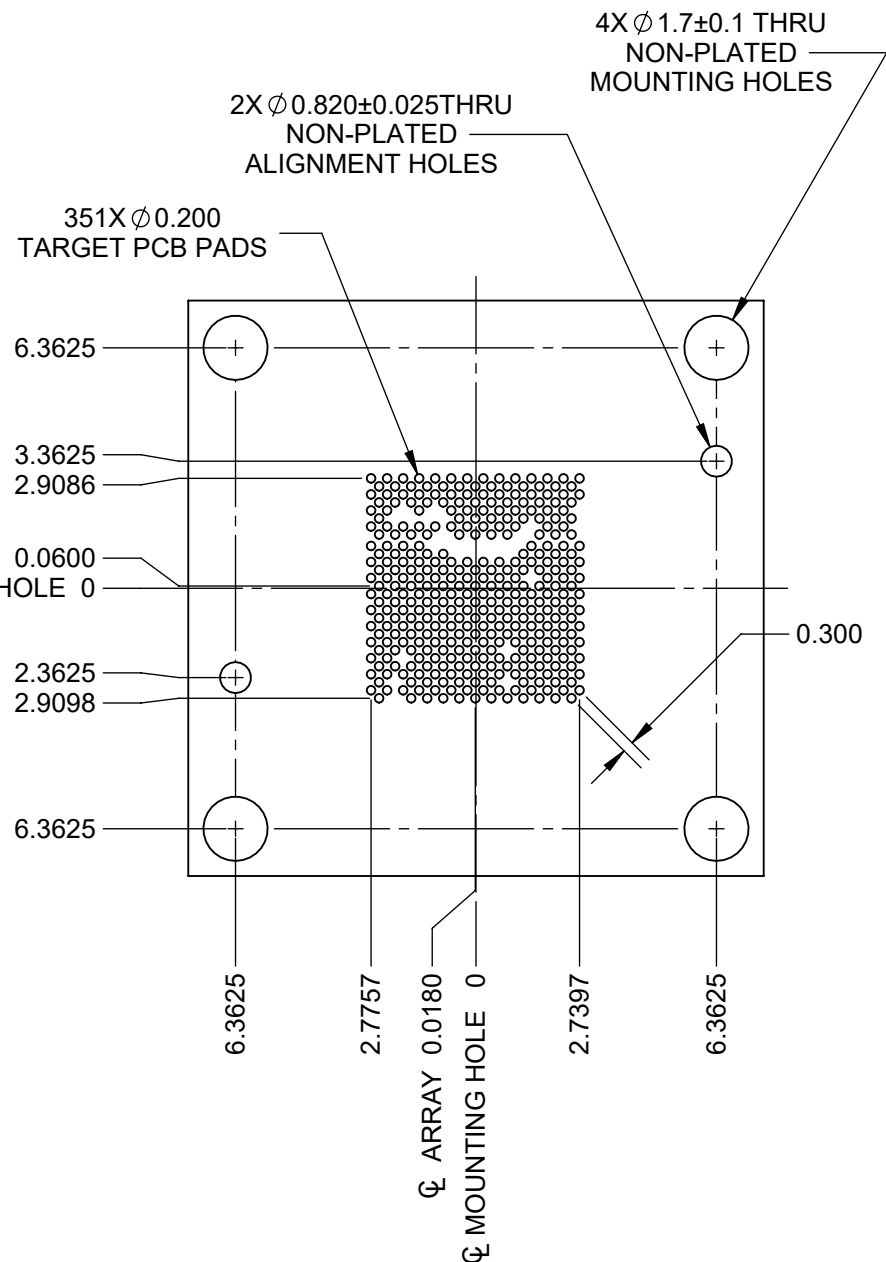 4X ∅ 1.7±0.1 THRU
NON-PLATED
MOUNTING HOLES
2X ∅ 0.820±0.025THRU
NON-PLATED
ALIGNMENT HOLES
351X ∅ 0.200
TARGET PCB PADS
6.3625
3.3625
2.9086
0.0600
HOLE 0
2.3625
2.9098
6.3625
0.300
6.3625
2.7757
℄ ARRAY 0.0180
℄ MOUNTING HOLE 0
2.7397
6.3625